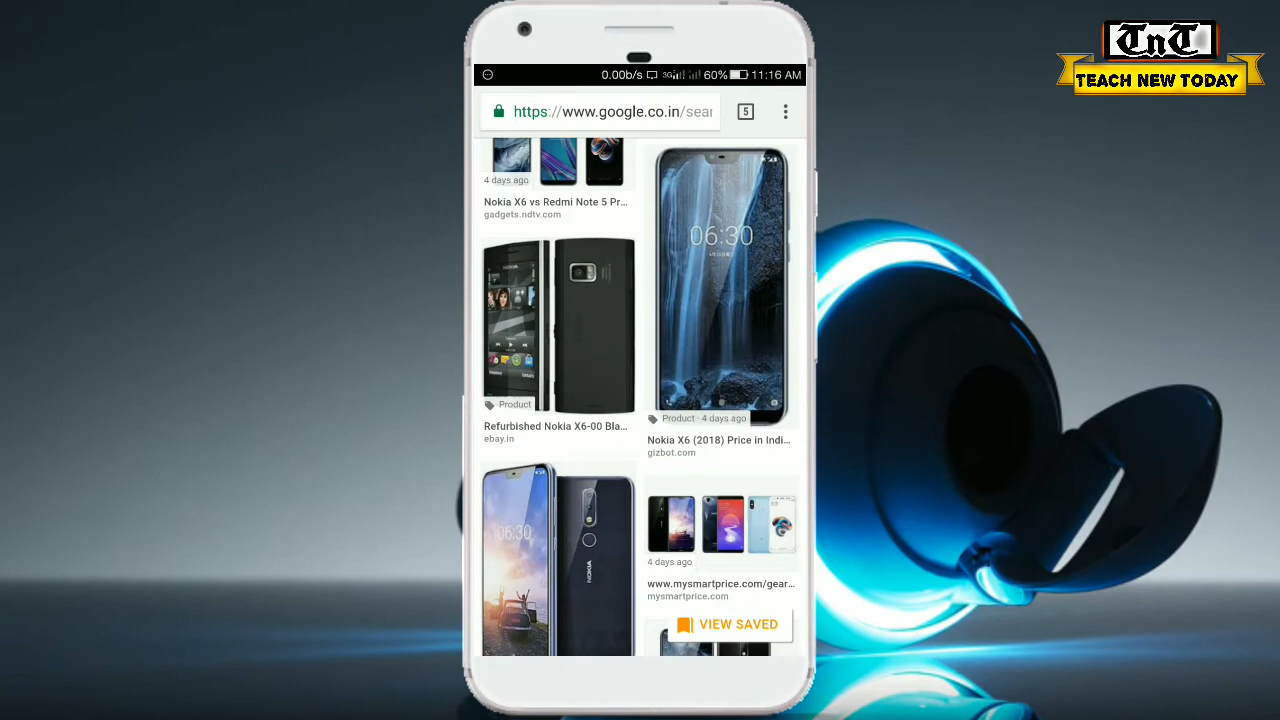 TnT
TEACH NEW TODAY
0.00b/s 3G 60% 11:16 AM
https://www.google.co.in/sear
5
4 days ago
Nokia X6 vs Redmi Note 5 Pr...
gadgets.ndtv.com
NOKIA
Product
Refurbished Nokia X6-00 Bla...
ebay.in
06:30
Product · 4 days ago
Nokia X6 (2018) Price in Indi...
gizbot.com
06:30
NOKIA
4 days ago
www.mysmartprice.com/gear...
mysmartprice.com
VIEW SAVED